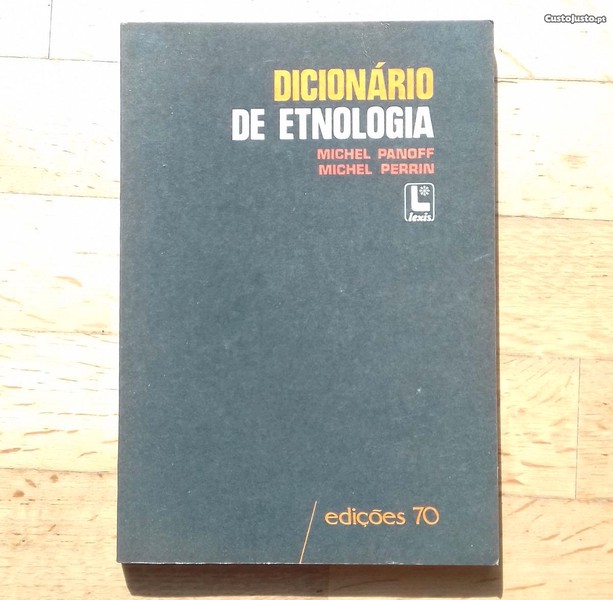 CustoJusto.pt
DICIONÁRIO
DE ETNOLOGIA
MICHEL PANOFF
MICHEL PERRIN
L*
lexis
edições 70